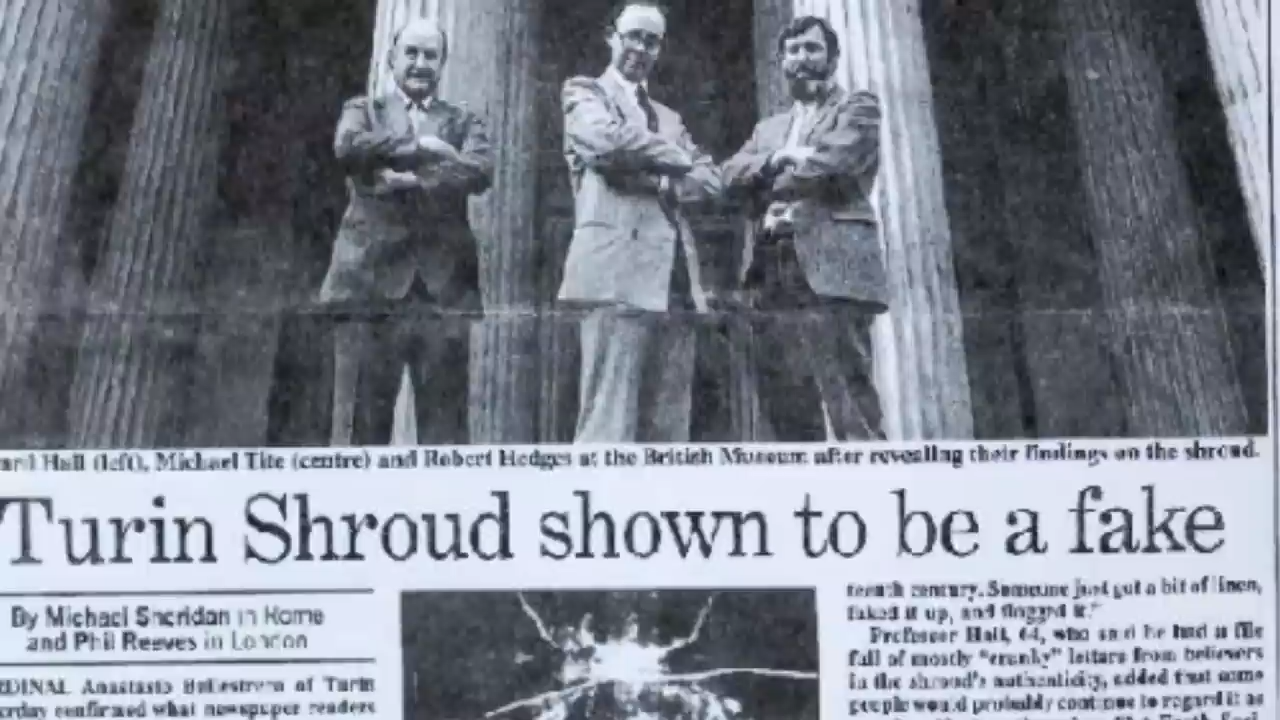 ard Hall (left), Michael Tite (centre) and Robert Hedges at the British Museum after revealing their findings on the shroud.
Turin Shroud shown to be a fake
By Michael Sheridan in Rome
and Phil Reeves in London
RDINAL Anastasio Ballestrero of Turin
erday confirmed what newspaper readers
teenth century. Someone just got a bit of linen,
faked it up, and flogged it."
Professor Hall, 64, who said he had a file
full of mostly "cranky" letters from believers
in the shroud's authenticity, added that some
people would probably continue to regard it as